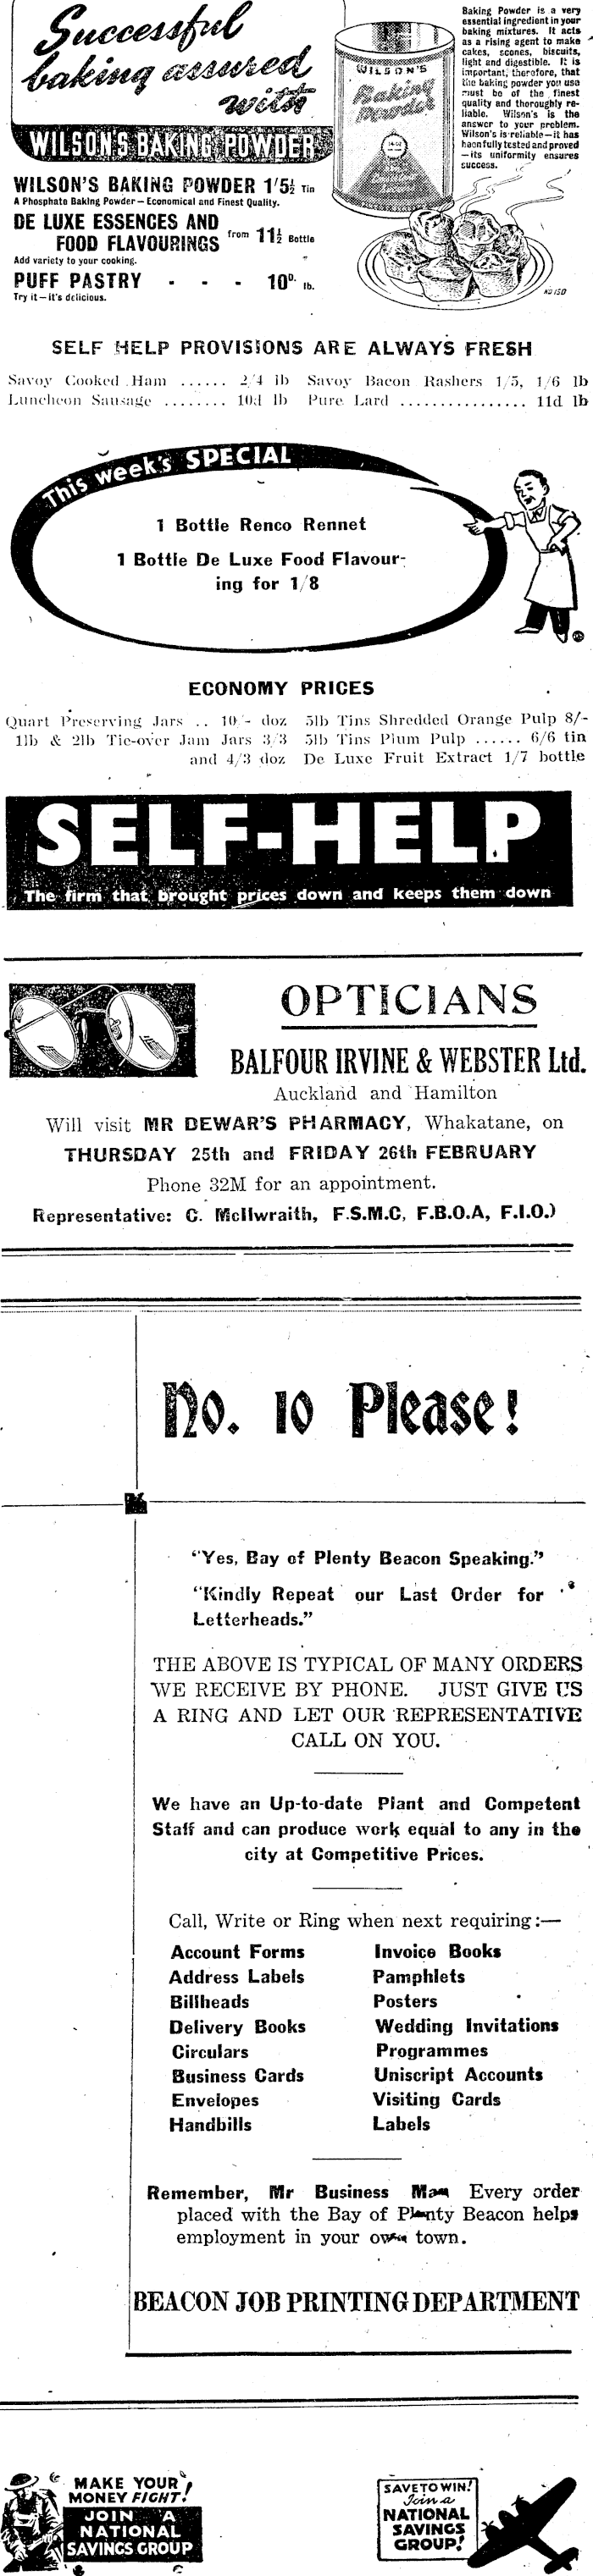 Successful
baking assured
with
WILSON'S BAKING POWDER
WILSON'S BAKING POWDER 1'5½ Tin
A Phosphate Baking Powder—Economical and Finest Quality.
DE LUXE ESSENCES AND
FOOD FLAVOURINGS from 11½ Bottle
Add variety to your cooking.
PUFF PASTRY - - - 10D. lb.
Try it—it's delicious.
WILSON'S
Baking
Powder
Baking Powder is a very
essential ingredient in your
baking mixtures. It acts
as a rising agent to make
cakes, scones, biscuits,
light and digestible. It is
important, therefore, that
the baking powder you use
must be of the finest
quality and thoroughly re-
liable. Wilson's is the
answer to your problem.
Wilson's is reliable—it has
been fully tested and proved
—its uniformity ensures
success.
SELF HELP PROVISIONS ARE ALWAYS FRESH
Savoy Cooked Ham ...... 2/4 lb
Luncheon Sausage ........ 10d lb
Savoy Bacon Rashers 1/5, 1/6 lb
Pure Lard ................ 11d lb
This week's SPECIAL
1 Bottle Renco Rennet
1 Bottle De Luxe Food Flavour-
ing for 1/8
ECONOMY PRICES
Quart Preserving Jars .. 10/- doz
1lb & 2lb Tie-over Jam Jars 3/3
and 4/3 doz
5lb Tins Shredded Orange Pulp 8/-
5lb Tins Plum Pulp ...... 6/6 tin
De Luxe Fruit Extract 1/7 bottle
SELF-HELP
The firm that brought prices down and keeps them down
OPTICIANS
BALFOUR IRVINE & WEBSTER Ltd.
Auckland and Hamilton
Will visit MR DEWAR'S PHARMACY, Whakatane, on
THURSDAY 25th and FRIDAY 26th FEBRUARY
Phone 32M for an appointment.
Representative: C. McIlwraith, F.S.M.C, F.B.O.A, F.I.O.)
No. 10 Please!
"Yes, Bay of Plenty Beacon Speaking."
"Kindly Repeat our Last Order for
Letterheads."
THE ABOVE IS TYPICAL OF MANY ORDERS
WE RECEIVE BY PHONE. JUST GIVE US
A RING AND LET OUR REPRESENTATIVE
CALL ON YOU.
We have an Up-to-date Plant and Competent
Staff and can produce work equal to any in the
city at Competitive Prices.
Call, Write or Ring when next requiring:—
Account Forms
Address Labels
Billheads
Delivery Books
Circulars
Business Cards
Envelopes
Handbills
Invoice Books
Pamphlets
Posters
Wedding Invitations
Programmes
Uniscript Accounts
Visiting Cards
Labels
Remember, Mr Business Man Every order
placed with the Bay of Plenty Beacon helps
employment in your own town.
BEACON JOB PRINTING DEPARTMENT
MAKE YOUR
MONEY FIGHT!
JOIN A
NATIONAL
SAVINGS GROUP
SAVE TO WIN!
Join a
NATIONAL
SAVINGS
GROUP!